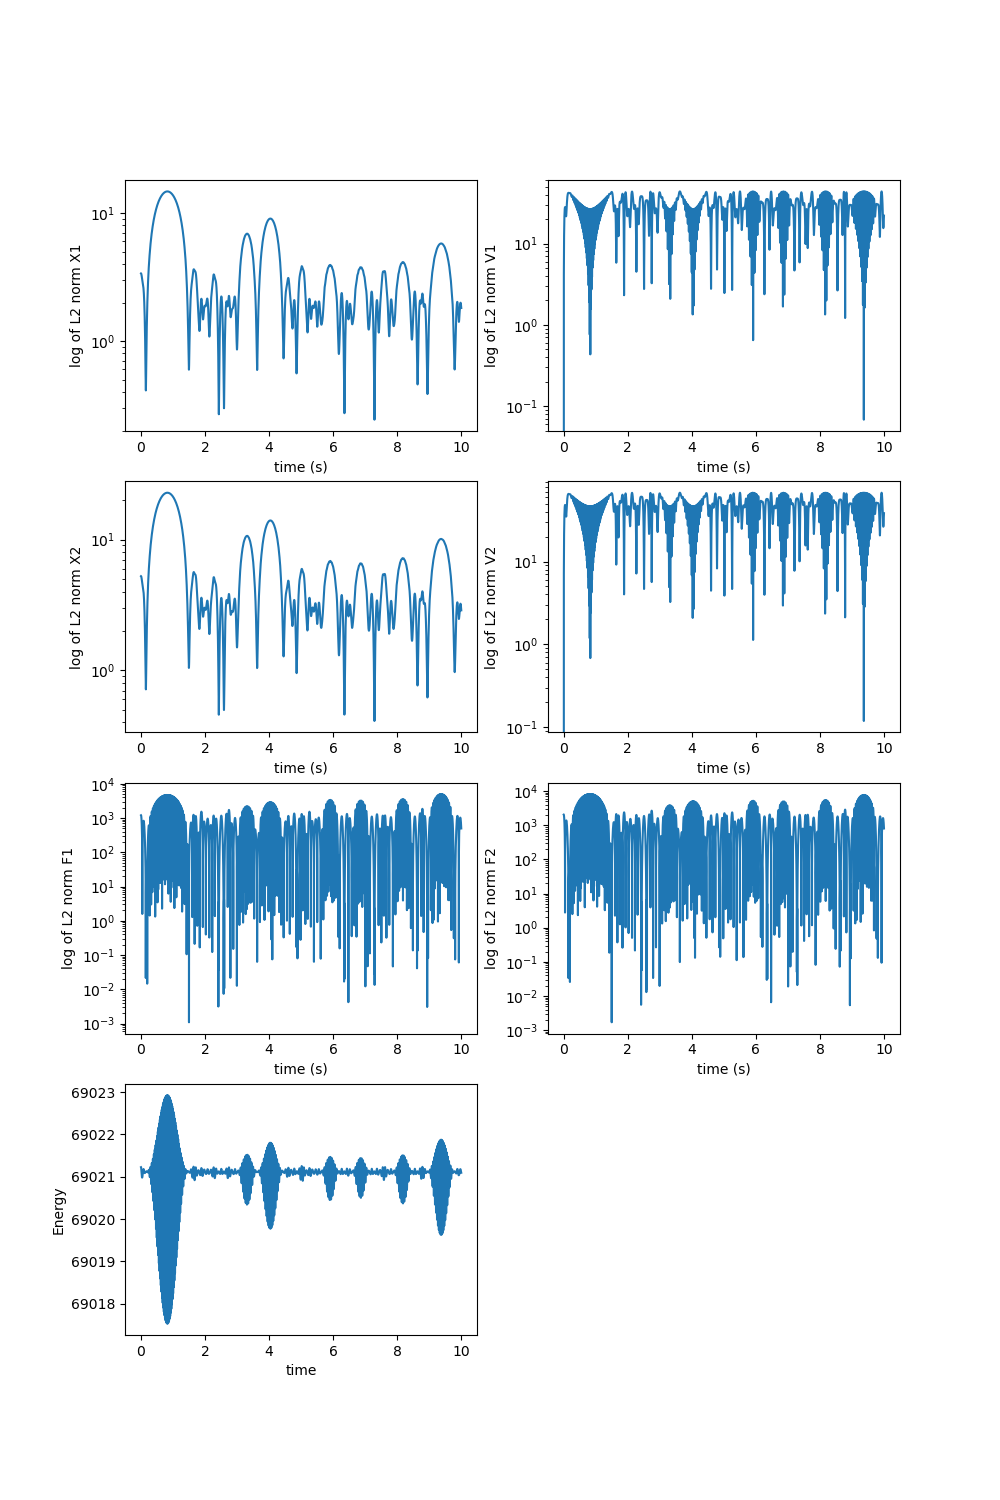 log of L2 norm X1
10¹
10⁰
0 2 4 6 8 10
time (s)
log of L2 norm V1
10¹
10⁰
10⁻¹
0 2 4 6 8 10
time (s)
log of L2 norm X2
10¹
10⁰
0 2 4 6 8 10
time (s)
log of L2 norm V2
10¹
10⁰
10⁻¹
0 2 4 6 8 10
time (s)
log of L2 norm F1
10⁴
10³
10²
10¹
10⁰
10⁻¹
10⁻²
10⁻³
0 2 4 6 8 10
time (s)
log of L2 norm F2
10⁴
10³
10²
10¹
10⁰
10⁻¹
10⁻²
10⁻³
0 2 4 6 8 10
time (s)
Energy
69023
69022
69021
69020
69019
69018
0 2 4 6 8 10
time